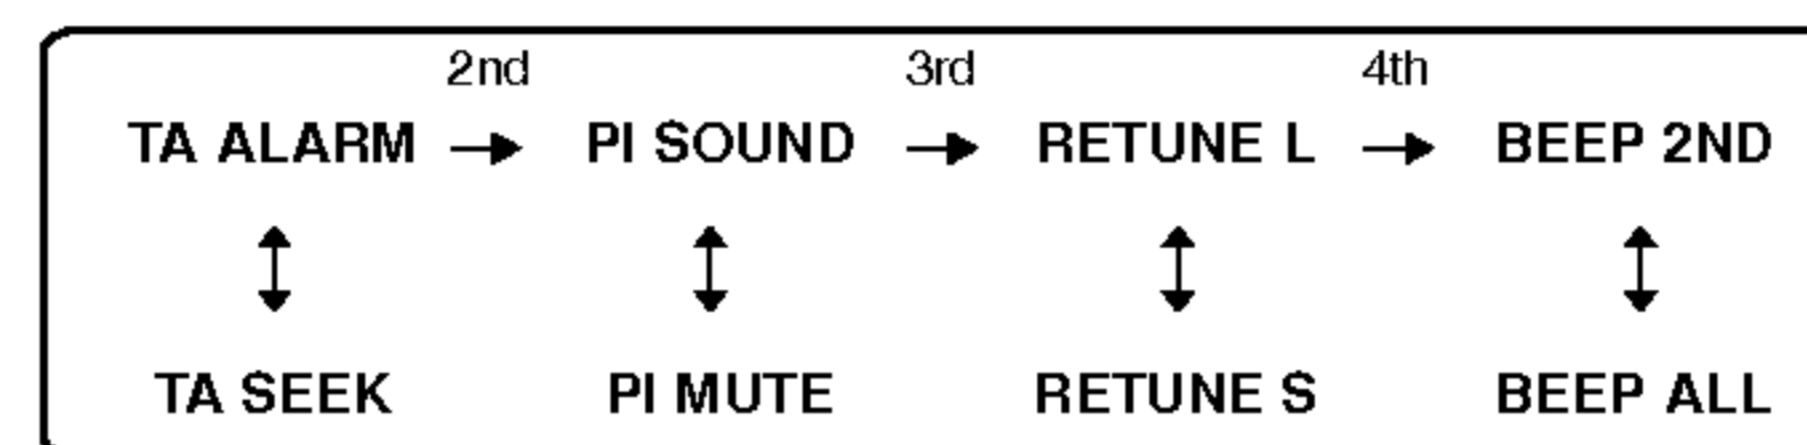 2nd 3rd 4th
TA ALARM PI SOUND RETUNE L BEEP 2ND
TA SEEK PI MUTE RETUNE S BEEP ALL